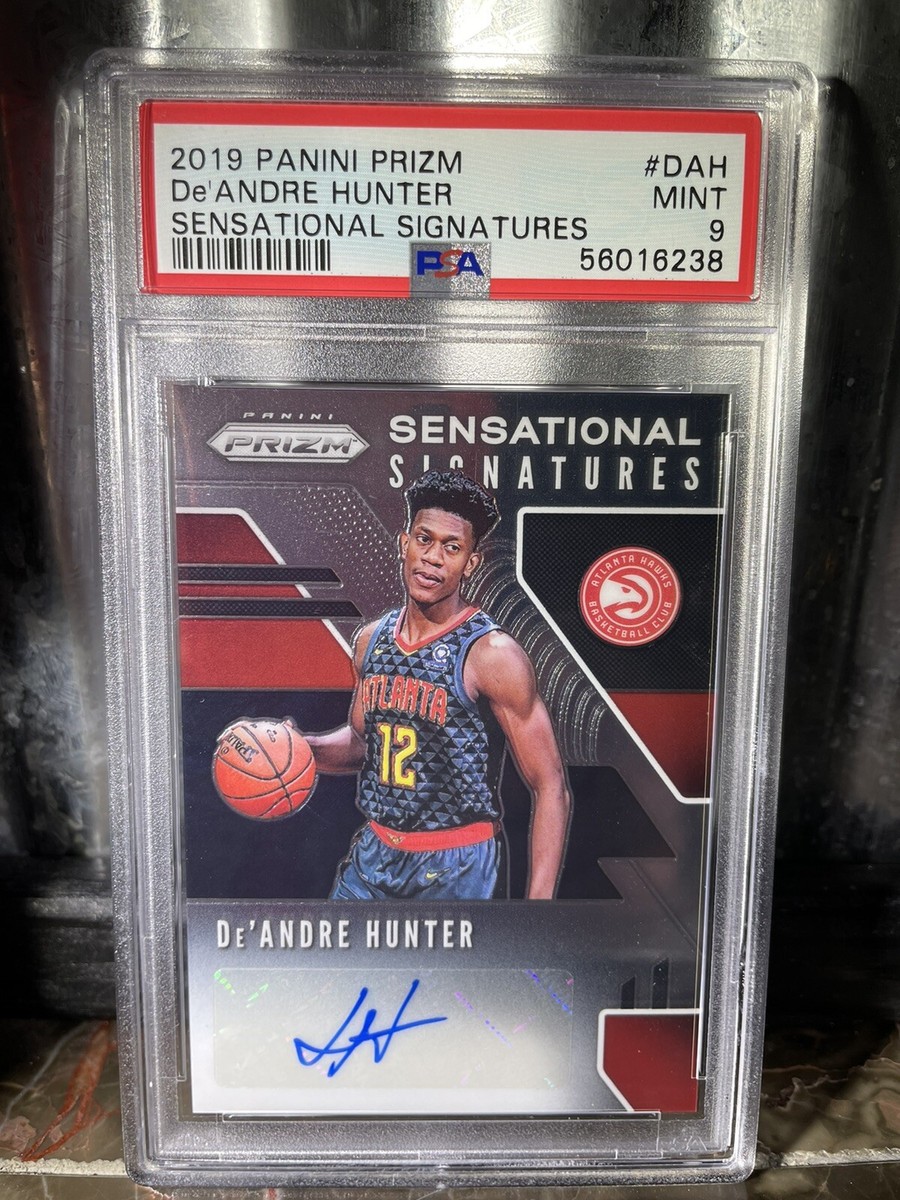 2019 PANINI PRIZM #DAH
De'ANDRE HUNTER MINT
SENSATIONAL SIGNATURES 9
PSA 56016238
PANINI
PRIZM
SENSATIONAL
SIGNATURES
ATLANTA HAWKS
BASKETBALL CLUB
ATLANTA
12
SPALDING
DE'ANDRE HUNTER